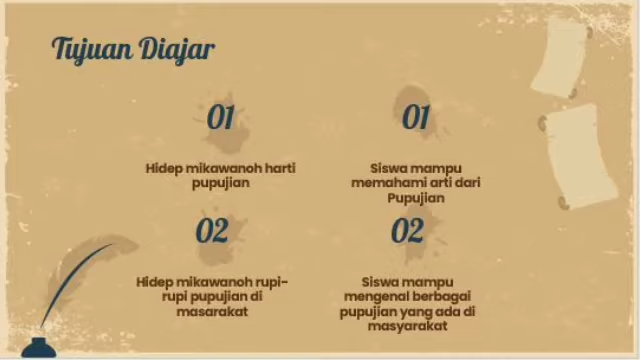 Tujuan Diajar
01
Hidep mikawanoh harti
pupujian
01
Siswa mampu
memahami arti dari
Pupujian
02
Hidep mikawanoh rupi-
rupi pupujian di
masarakat
02
Siswa mampu
mengenal berbagai
pupujian yang ada di
masyarakat